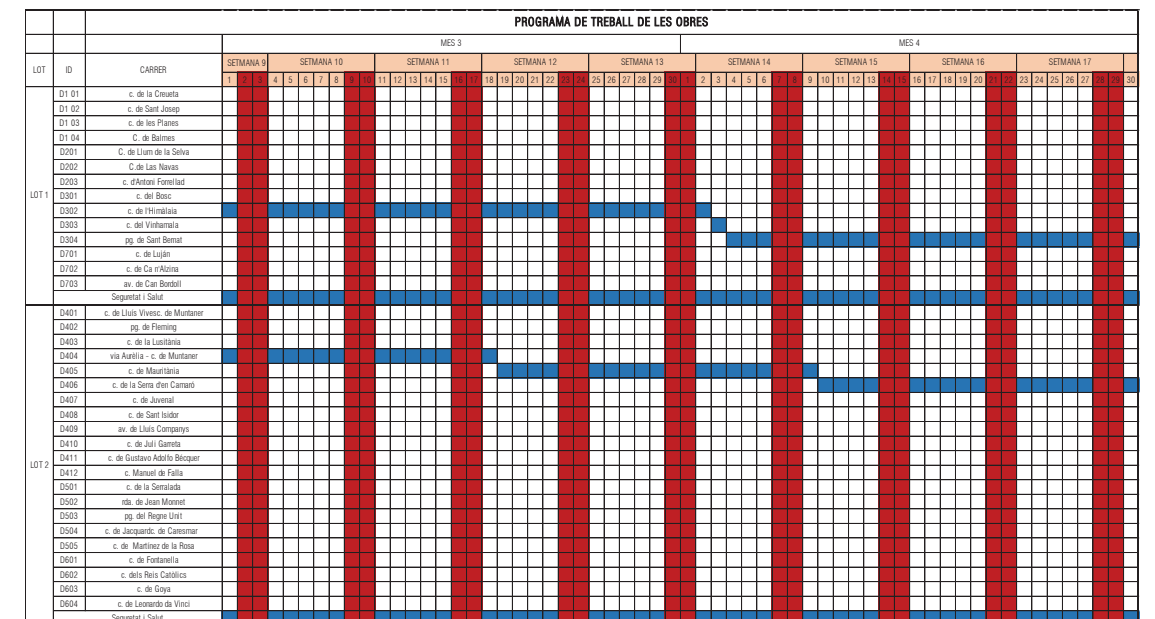 PROGRAMA DE TREBALL DE LES OBRES
MES 3 MES 4
LOT ID CARRER SETMANA 9 SETMANA 10 SETMANA 11 SETMANA 12 SETMANA 13 SETMANA 14 SETMANA 15 SETMANA 16 SETMANA 17
1 2 3 4 5 6 7 8 9 10 11 12 13 14 15 16 17 18 19 20 21 22 23 24 25 26 27 28 29 30 1 2 3 4 5 6 7 8 9 10 11 12 13 14 15 16 17 18 19 20 21 22 23 24 25 26 27 28 29 30
LOT 1
D1 01 c. de la Creueta
D1 02 c. de Sant Josep
D1 03 c. de les Planes
D1 04 C. de Balmes
D201 C. de Llum de la Selva
D202 C.de Las Navas
D203 c. d'Antoni Forrellad
D301 c. del Bosc
D302 c. de l'Himàlaia
D303 c. del Vinhamala
D304 pg. de Sant Bernat
D701 c. de Luján
D702 c. de Ca n'Alzina
D703 av. de Can Bordoll
Seguretat i Salut
LOT 2
D401 c. de Lluis Vivesc. de Muntaner
D402 pg. de Fleming
D403 c. de la Lusitània
D404 via Aurèlia - c. de Muntaner
D405 c. de Mauritània
D406 c. de la Serra d'en Camaró
D407 c. de Juvenal
D408 c. de Sant Isidor
D409 av. de Lluis Companys
D410 c. de Juli Garreta
D411 c. de Gustavo Adolfo Bécquer
D412 c. Manuel de Falla
D501 c. de la Serralada
D502 rda. de Jean Monnet
D503 pg. del Regne Unit
D504 c. de Jacquardc. de Caresmar
D505 c. de Martínez de la Rosa
D601 c. de Fontanella
D602 c. dels Reis Catòlics
D603 c. de Goya
D604 c. de Leonardo da Vinci
Seguretat i Salut